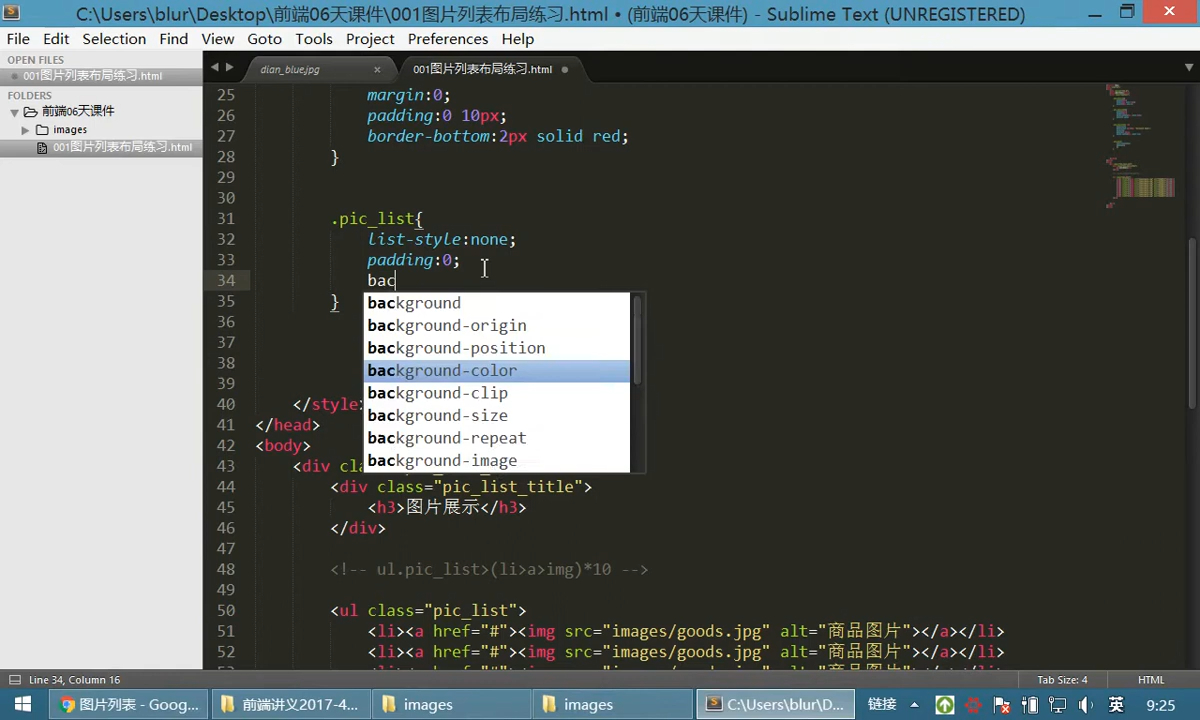 C:\Users\blur\Desktop\前端06天课件\001图片列表布局练习.html • (前端06天课件) - Sublime Text (UNREGISTERED)
File Edit Selection Find View Goto Tools Project Preferences Help
OPEN FILES
001图片列表布局练习.html
FOLDERS
前端06天课件
images
001图片列表布局练习.html
dian_blue.jpg × 001图片列表布局练习.html
25 margin:0;
26 padding:0 10px;
27 border-bottom:2px solid red;
28 }
29
30
31 .pic_list{
32 list-style:none;
33 padding:0;
34 bac
35 }
36
37
38
39
40 </style
41 </head>
42 <body>
43 <div cl
44 <div class="pic_list_title">
45 <h3>图片展示</h3>
46 </div>
47
48 <!-- ul.pic_list>(li>a>img)*10 -->
49
50 <ul class="pic_list">
51 <li><a href="#"><img src="images/goods.jpg" alt="商品图片"></a></li>
52 <li><a href="#"><img src="images/goods.jpg" alt="商品图片"></a></li>
background
background-origin
background-position
background-color
background-clip
background-size
background-repeat
background-image
Line 34, Column 16 Tab Size: 4 HTML
图片列表 - Goog... 前端讲义2017-4... images images C:\Users\blur\D... 链接 英 9:25